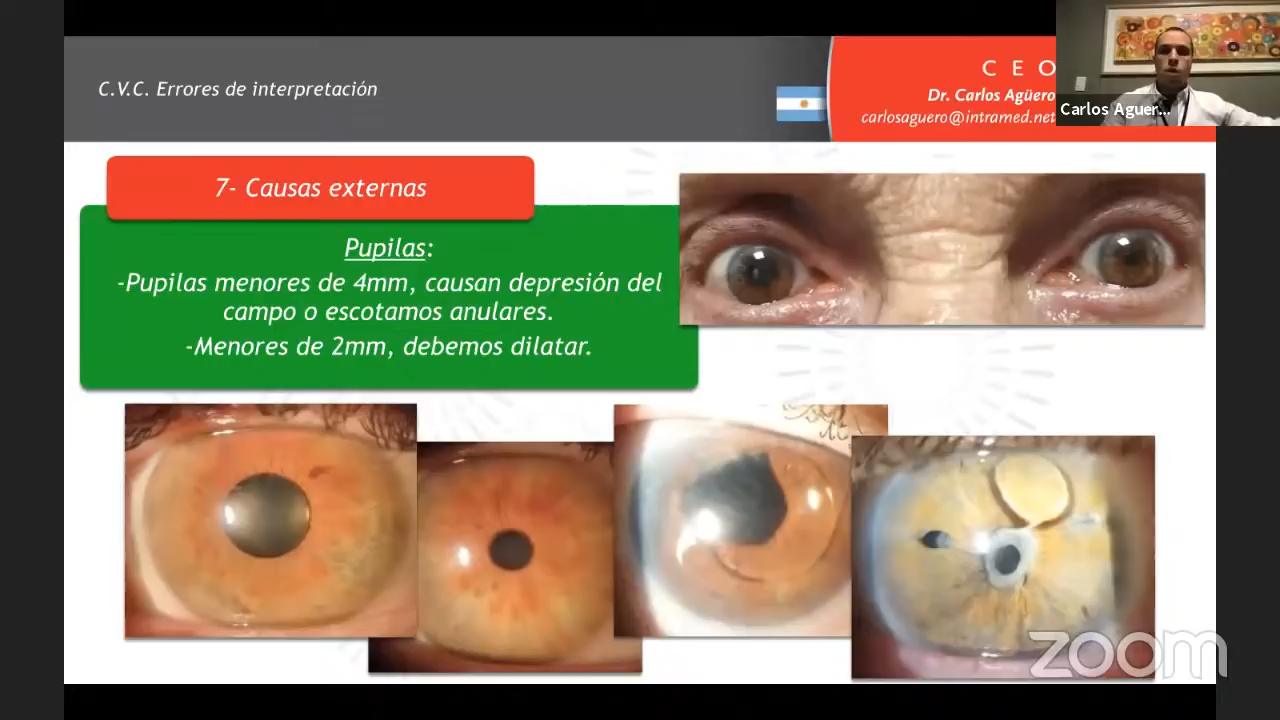 C.V.C. Errores de interpretación
C E O
Dr. Carlos Agüero
carlosaguero@intramed.net
Carlos Aguer...
7- Causas externas
Pupilas:
-Pupilas menores de 4mm, causan depresión del
campo o escotamos anulares.
-Menores de 2mm, debemos dilatar.
zoom